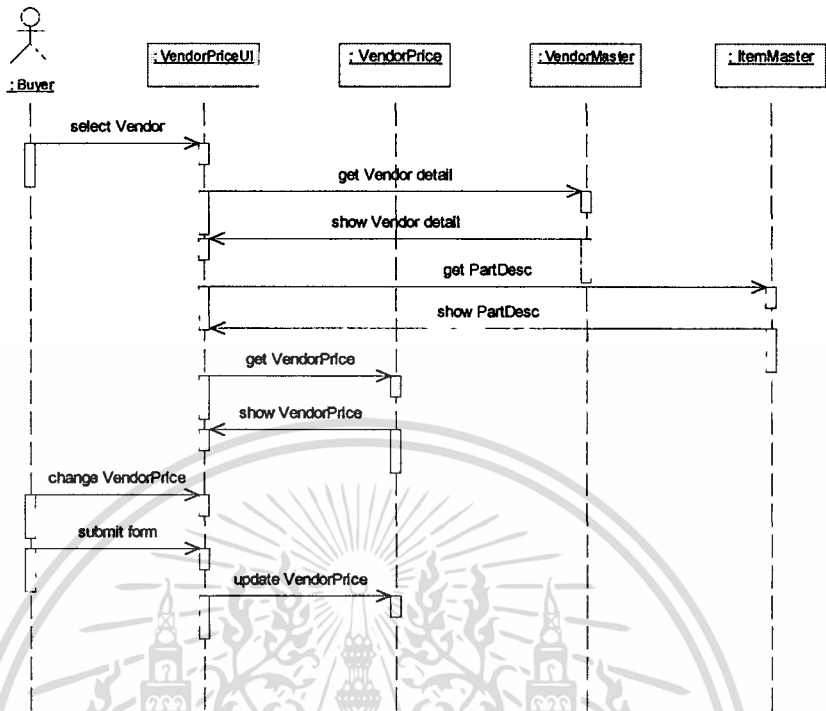 : Buyer
: VendorPriceUI
: VendorPrice
: VendorMaster
: ItemMaster
select Vendor
get Vendor detail
show Vendor detail
get PartDesc
show PartDesc
get VendorPrice
show VendorPrice
change VendorPrice
submit form
update VendorPrice